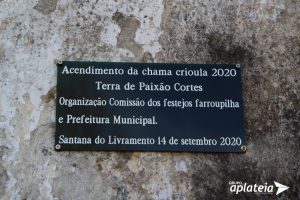 Acendimento da chama crioula 2020
Terra de Paixão Cortes
Organização Comissão dos festejos farroupilha
e Prefeitura Municipal.
Santana do Livramento 14 de setembro 2020
GRUPO
aplateia